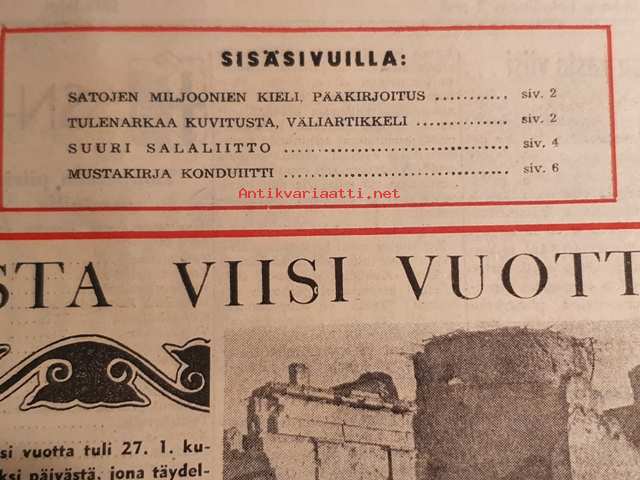 SISÄSIVUILLA:
SATOJEN MILJOONIEN KIELI, PÄÄKIRJOITUS ........... siv. 2
TULENARKAA KUVITUSTA, VÄLIARTIKKELI .............. siv. 2
SUURI SALALIITTO ................................. siv. 4
MUSTAKIRJA KONDUIITTI ............................ siv. 6
Antikvariaatti.net
STA VIISI VUOTT
si vuotta tuli 27. 1. ku-
ksi päivästä, jona täydel-